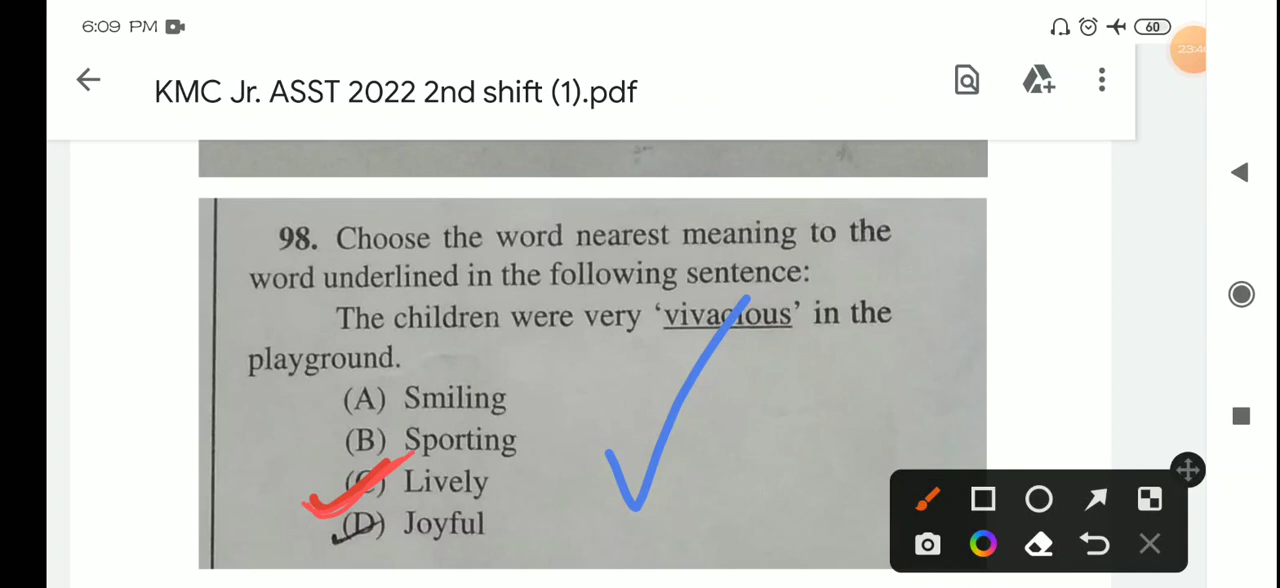 6:09 PM
60
KMC Jr. ASST 2022 2nd shift (1).pdf
98. Choose the word nearest meaning to the
word underlined in the following sentence:
The children were very ‘vivacious’ in the
playground.
(A) Smiling
(B) Sporting
(C) Lively
(D) Joyful